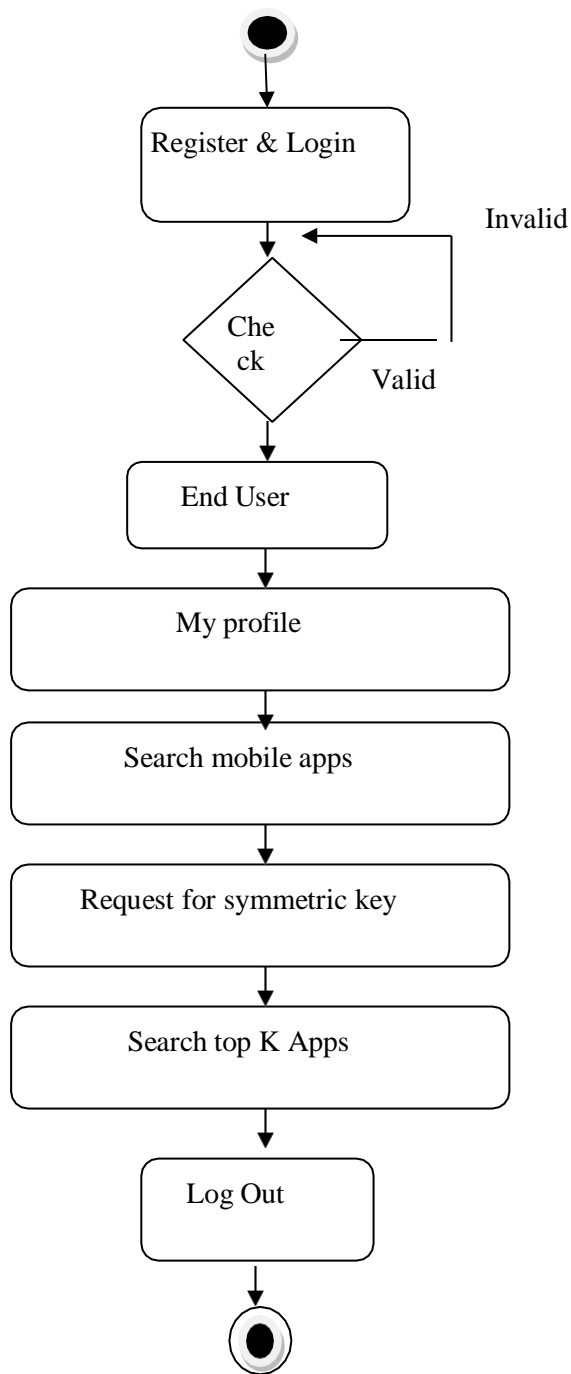 Register & Login
Invalid
Che
ck
Valid
End User
My profile
Search mobile apps
Request for symmetric key
Search top K Apps
Log Out